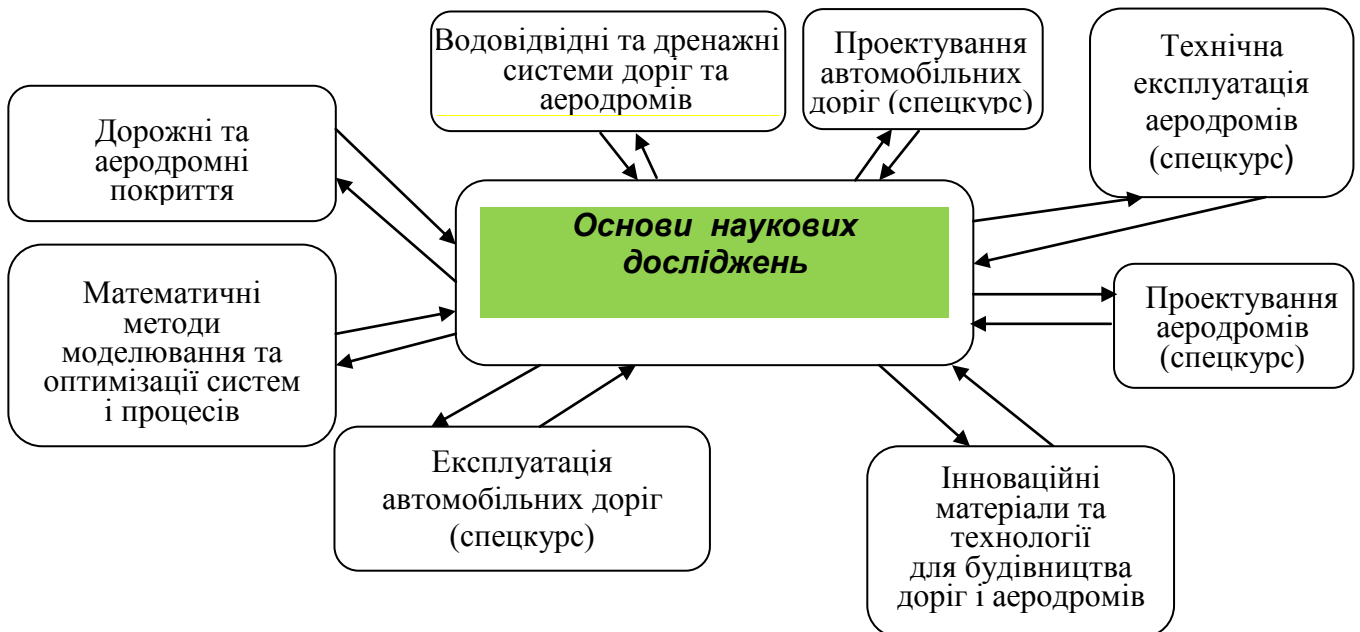 Водовідвідні та дренажні
системи доріг та
аеродромів
Проектування
автомобільних
доріг (спецкурс)
Технічна
експлуатація
аеродромів
(спецкурс)
Дорожні та
аеродромні
покриття
Основи наукових
досліджень
Математичні
методи
моделювання та
оптимізації систем
і процесів
Проектування
аеродромів
(спецкурс)
Експлуатація
автомобільних доріг
(спецкурс)
Інноваційні
матеріали та
технології
для будівництва
доріг і аеродромів